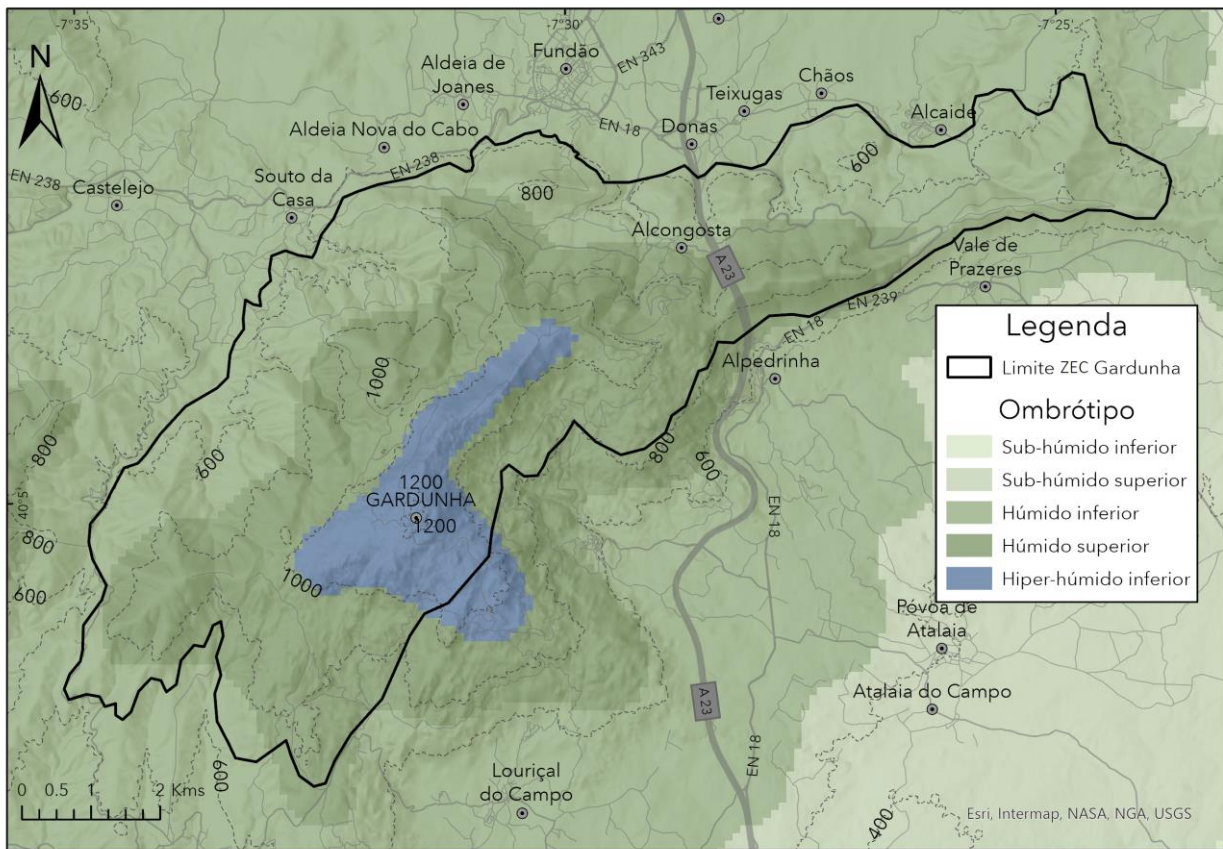 -7°35'
-7°30'
-7°25'
N
600
Aldeia de
Joanes
Fundão
EN 343
Chãos
Teixugas
Aldeia Nova do Cabo
EN 18
Donas
Alcaide
EN 238
EN 238
600
Castelejo
Souto da
Casa
800
Alcongosta
A 23
Vale de
Prazeres
EN 239
EN 18
Alpedrinha
1000
800
600
800
600
40°5'
1200
GARDUNHA
1200
EN 18
800
600
1000
Legenda
Limite ZEC Gardunha
Ombrótipo
Sub-húmido inferior
Sub-húmido superior
Húmido inferior
Húmido superior
Hiper-húmido inferior
Póvoa de
Atalaia
Atalaia do Campo
A 23
EN 18
600
Louriçal
do Campo
0 0.5 1 2 Kms
400
Esri, Intermap, NASA, NGA, USGS